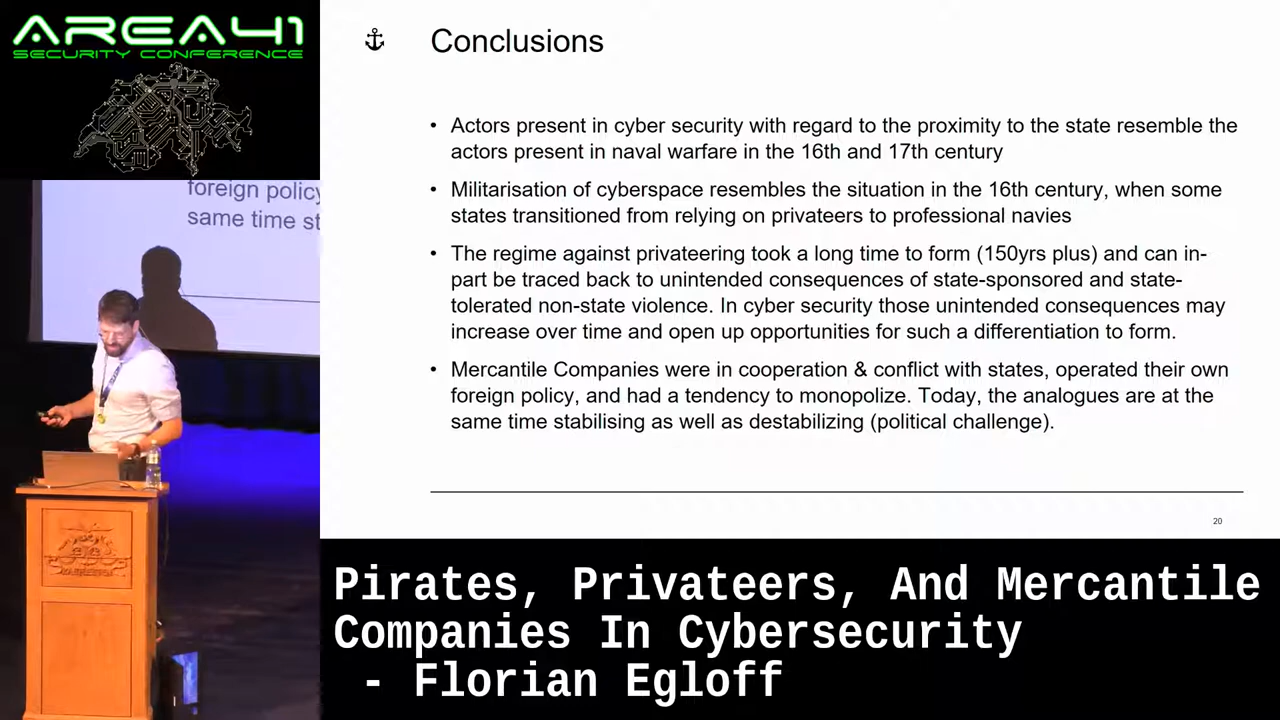 AREA41
SECURITY CONFERENCE
foreign policy
same time st
Conclusions
• Actors present in cyber security with regard to the proximity to the state resemble the
actors present in naval warfare in the 16th and 17th century
• Militarisation of cyberspace resembles the situation in the 16th century, when some
states transitioned from relying on privateers to professional navies
• The regime against privateering took a long time to form (150yrs plus) and can in-
part be traced back to unintended consequences of state-sponsored and state-
tolerated non-state violence. In cyber security those unintended consequences may
increase over time and open up opportunities for such a differentiation to form.
• Mercantile Companies were in cooperation & conflict with states, operated their own
foreign policy, and had a tendency to monopolize. Today, the analogues are at the
same time stabilising as well as destabilizing (political challenge).
20
Pirates, Privateers, And Mercantile
Companies In Cybersecurity
- Florian Egloff